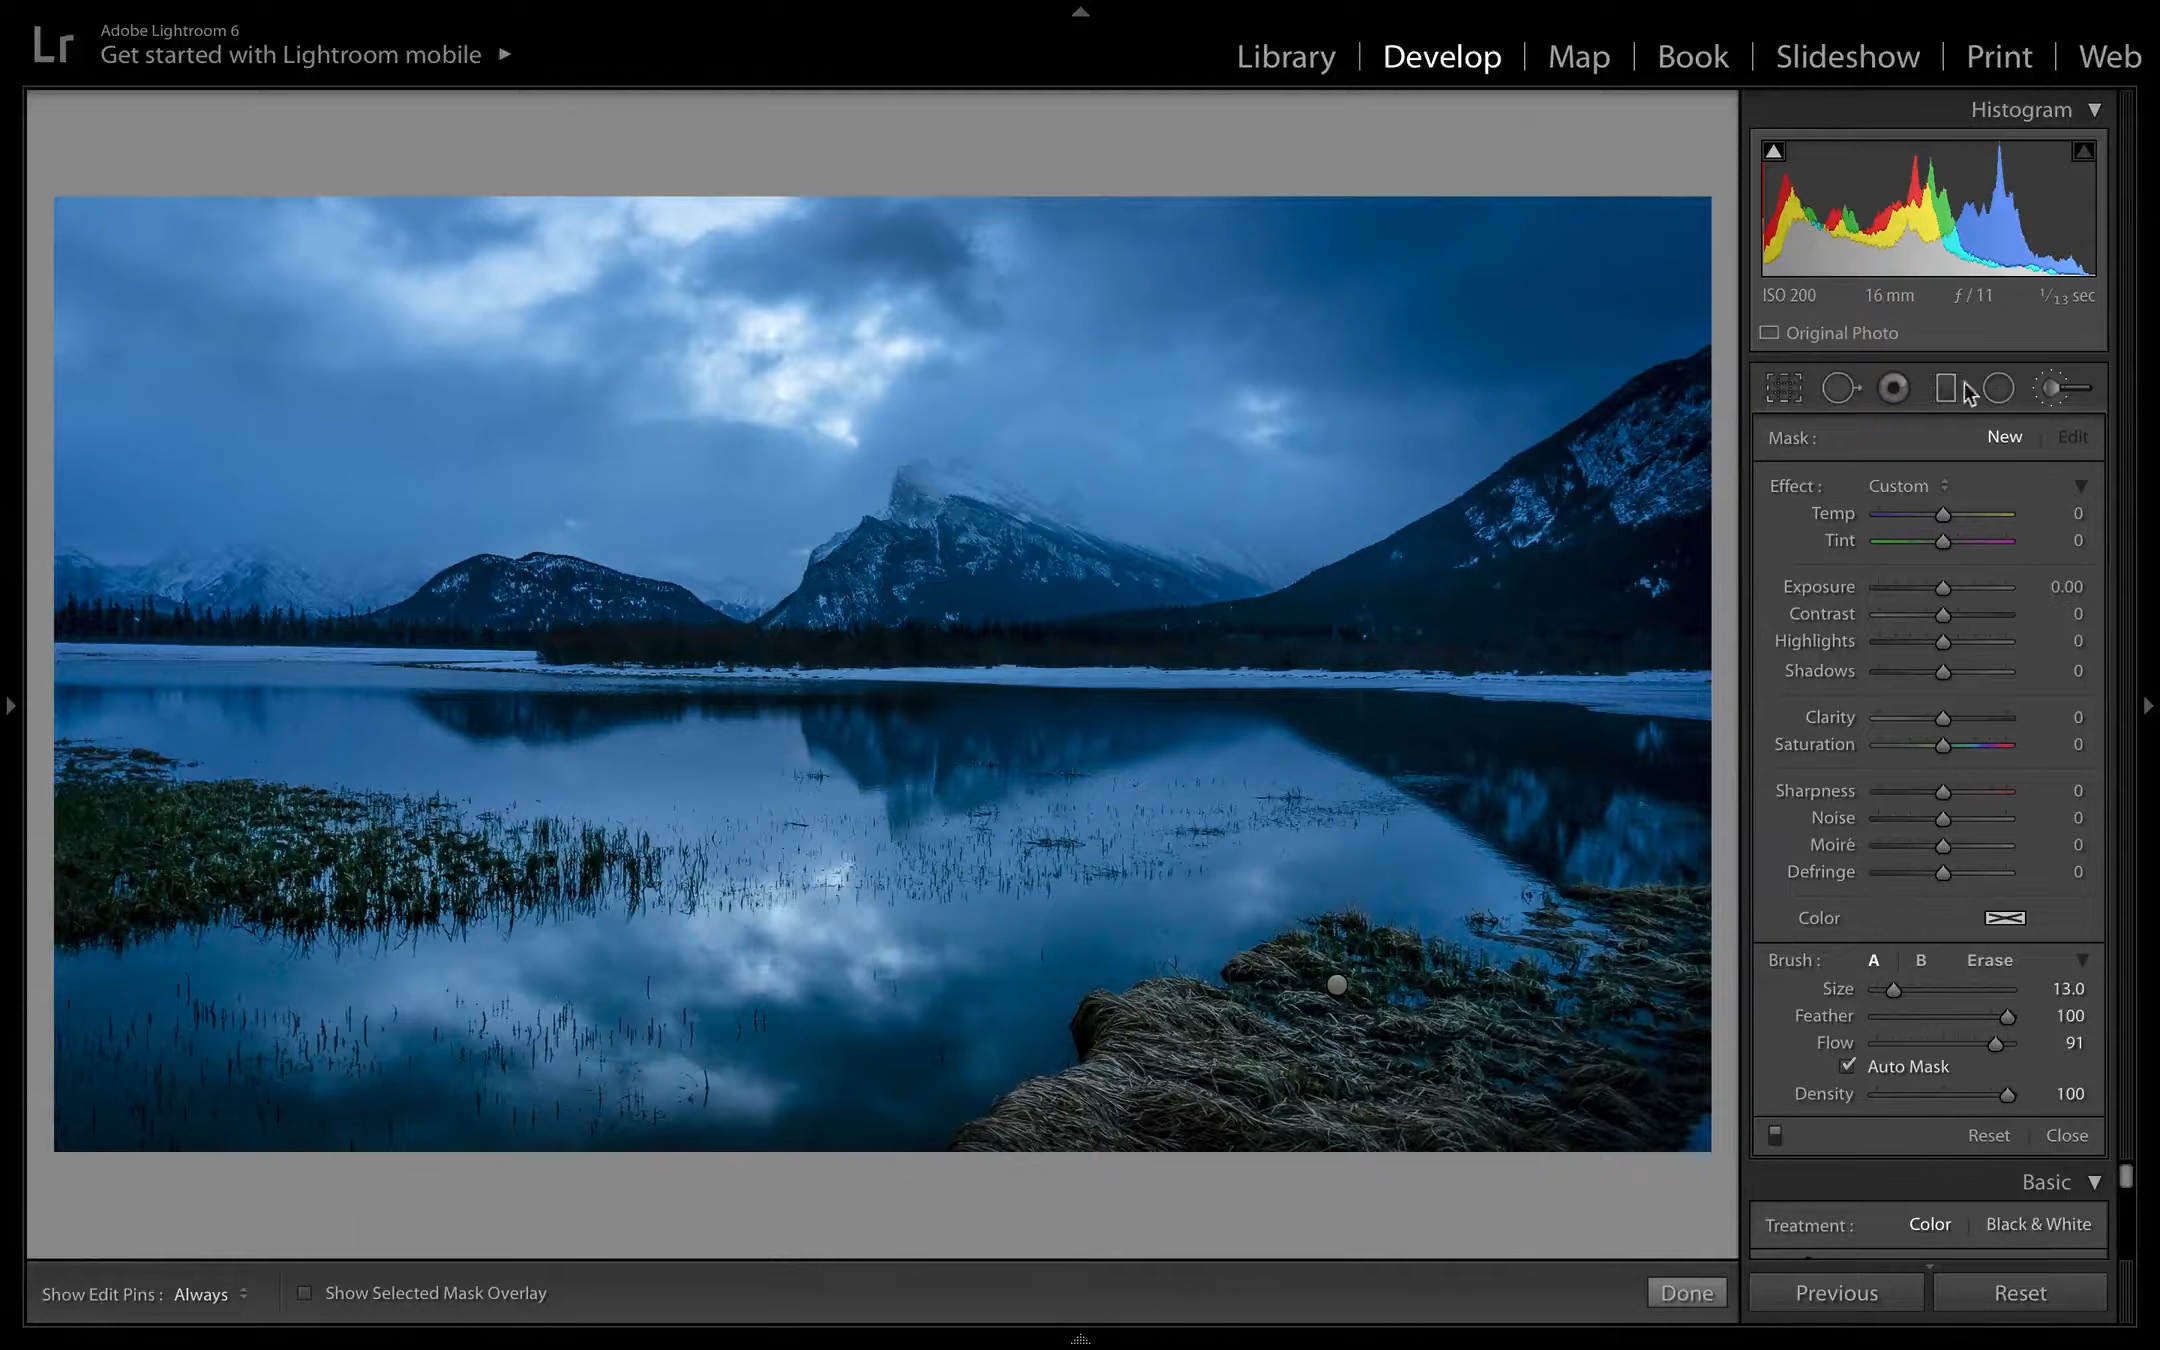 Lr
Adobe Lightroom 6
Get started with Lightroom mobile
Library | Develop | Map | Book | Slideshow | Print | Web
Histogram
ISO 200 16 mm ƒ / 11 1/13 sec
Original Photo
Mask : New Edit
Effect : Custom
Temp 0
Tint 0
Exposure 0.00
Contrast 0
Highlights 0
Shadows 0
Clarity 0
Saturation 0
Sharpness 0
Noise 0
Moiré 0
Defringe 0
Color
Brush : A B Erase
Size 13.0
Feather 100
Flow 91
Auto Mask
Density 100
Reset Close
Basic
Treatment : Color Black & White
Show Edit Pins : Always Show Selected Mask Overlay Done Previous Reset